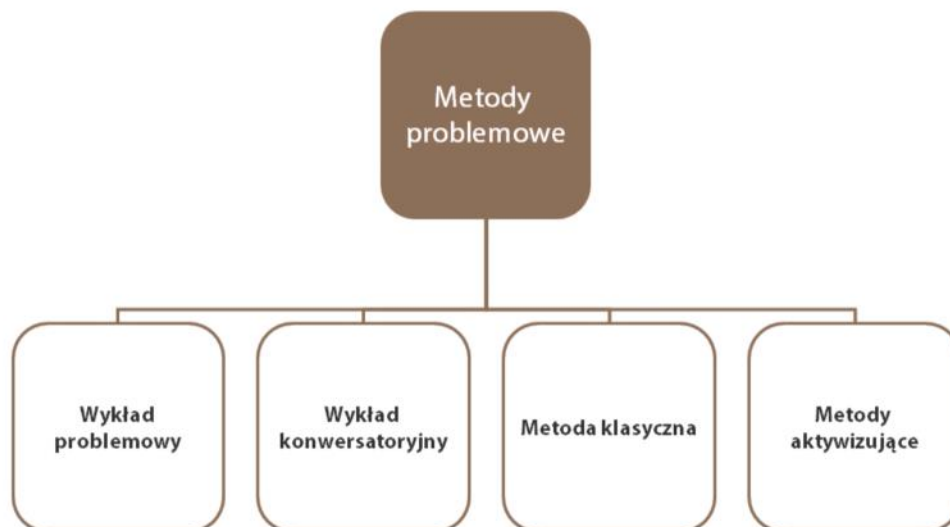 Metody
problemowe
Wykład
problemowy
Wykład
konwersatoryjny
Metoda klasyczna
Metody
aktywizujące